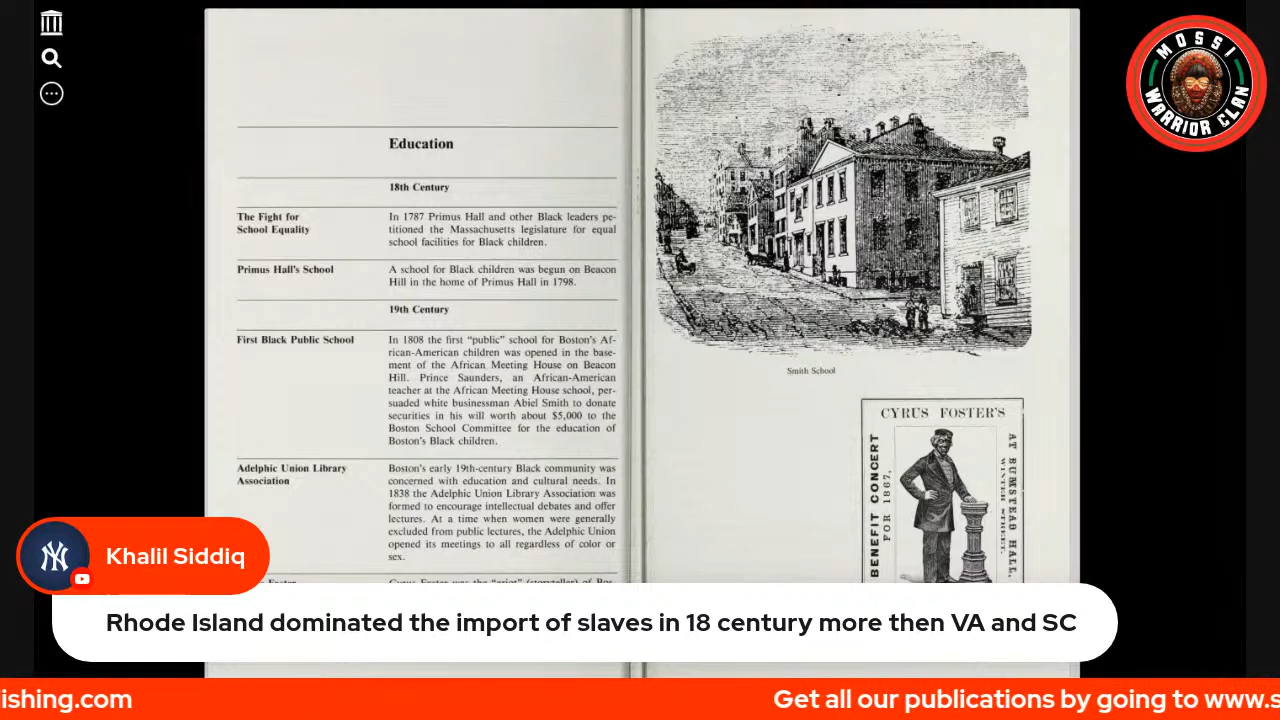 MOSSI
WARRIOR CLAN
Education
18th Century
The Fight for
School Equality
In 1787 Primus Hall and other Black leaders pe-
titioned the Massachusetts legislature for equal
school facilities for Black children.
Primus Hall's School
A school for Black children was begun on Beacon
Hill in the home of Primus Hall in 1798.
19th Century
First Black Public School
In 1808 the first "public" school for Boston's Af-
rican-American children was opened in the base-
ment of the African Meeting House on Beacon
Hill. Prince Saunders, an African-American
teacher at the African Meeting House school, per-
suaded white businessman Abiel Smith to donate
securities in his will worth about $5,000 to the
Boston School Committee for the education of
Boston's Black children.
Adelphic Union Library
Association
Boston's early 19th-century Black community was
concerned with education and cultural needs. In
1838 the Adelphic Union Library Association was
formed to encourage intellectual debates and offer
lectures. At a time when women were generally
excluded from public lectures, the Adelphic Union
opened its meetings to all regardless of color or
sex.
Smith School
CYRUS FOSTER'S
BENEFIT CONCERT
FOR 1867,
AT BUMSTEAD HALL,
WINTER STREET.
Khalil Siddiq
Rhode Island dominated the import of slaves in 18 century more then VA and SC
ishing.com
Get all our publications by going to www.s